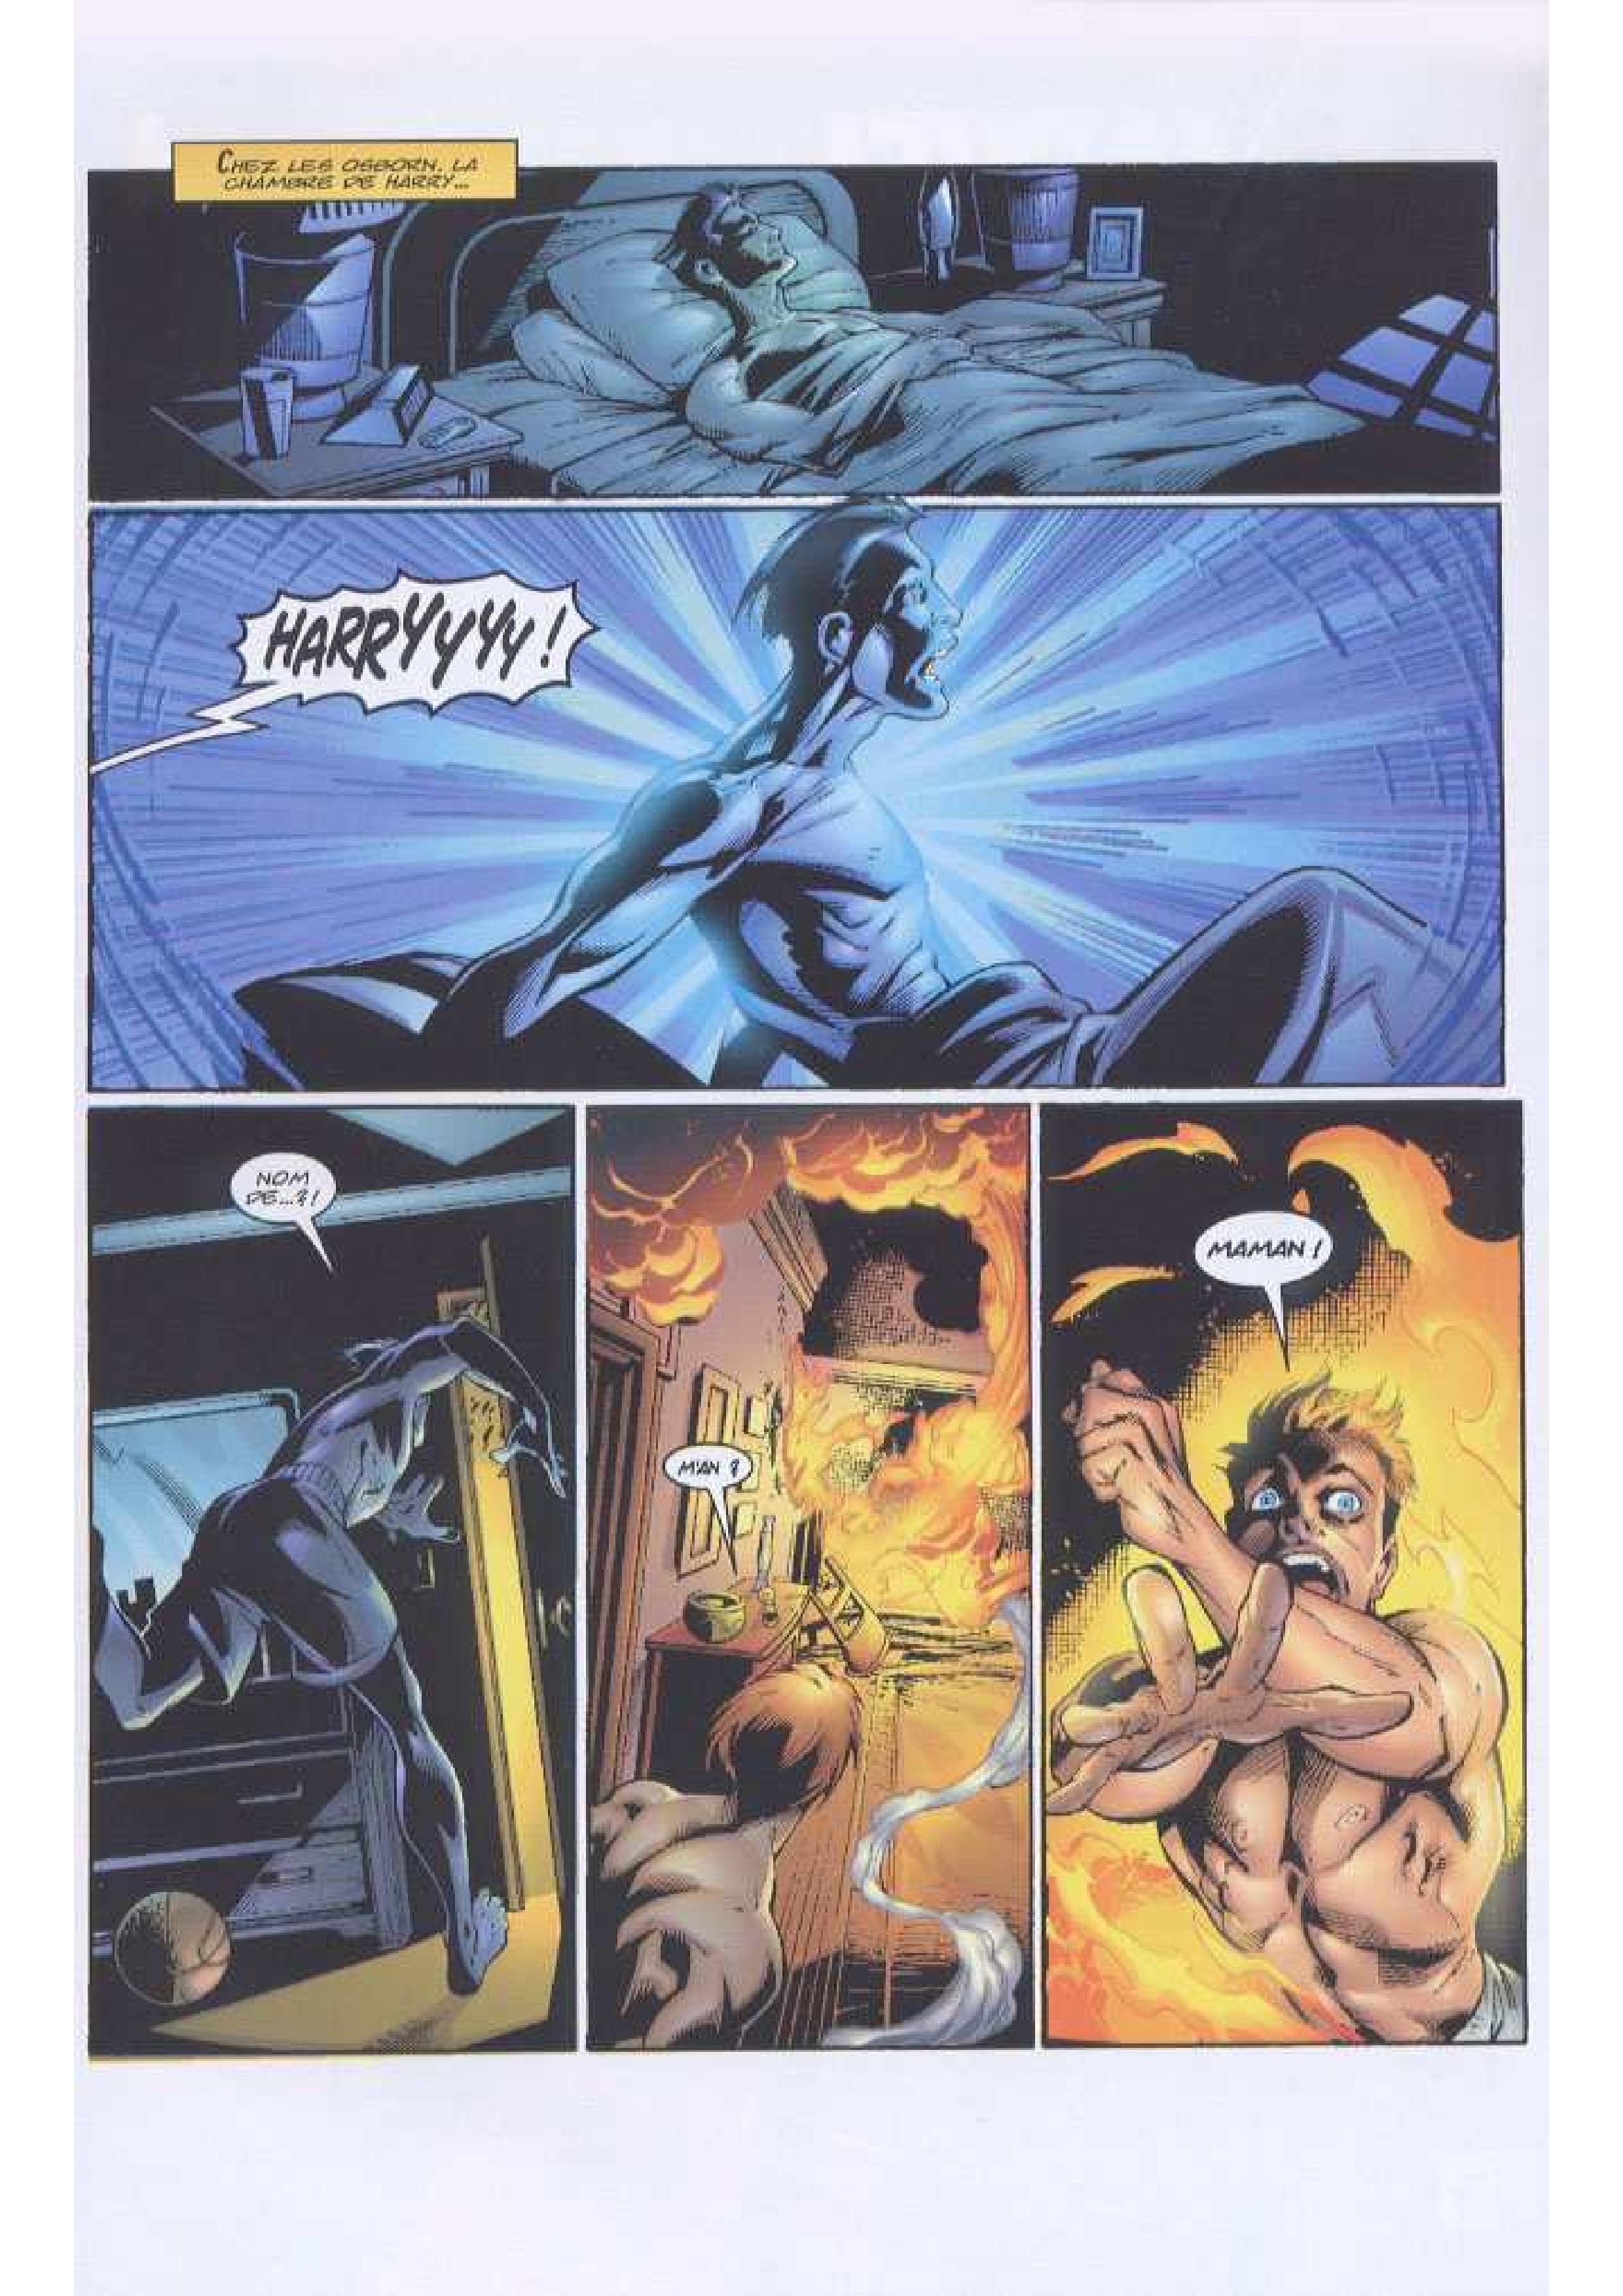 CHEZ LES OSBORN. LA
CHAMBRE DE HARRY...
HARRYYYY !
NOM
DE...?!
M'AN ?
MAMAN !